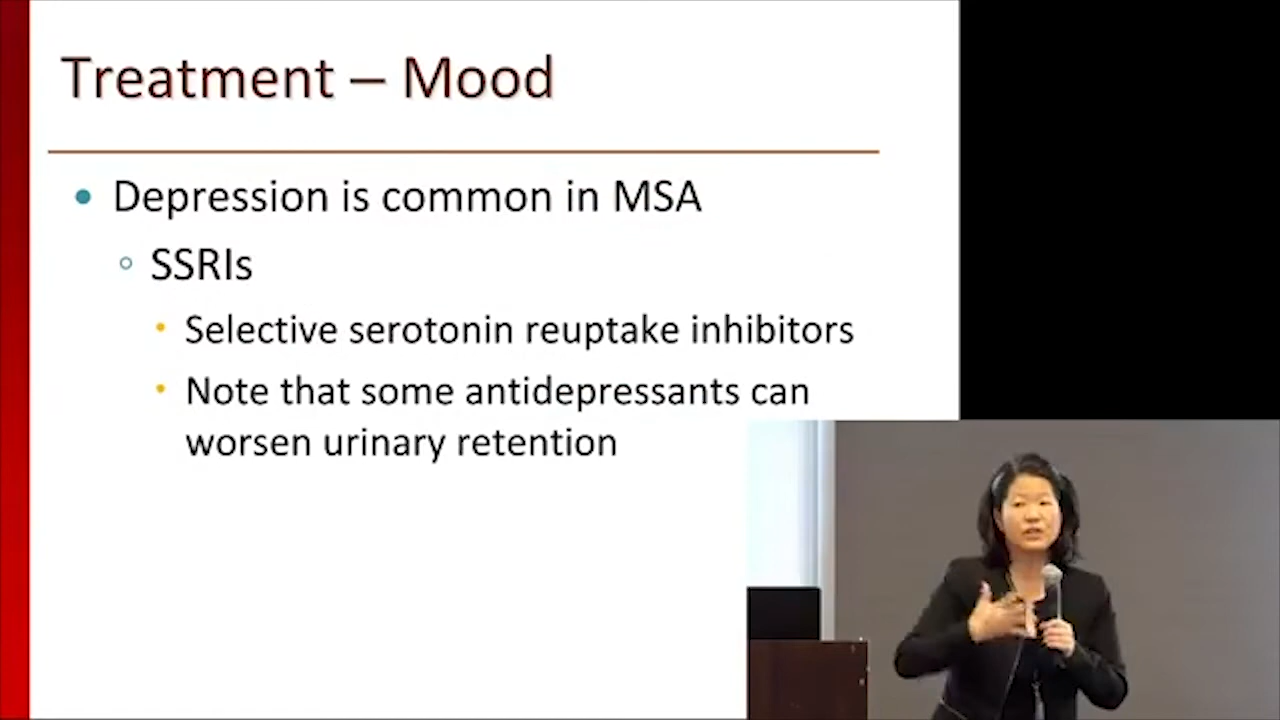 Treatment – Mood
Depression is common in MSA
SSRIs
Selective serotonin reuptake inhibitors
Note that some antidepressants can
worsen urinary retention